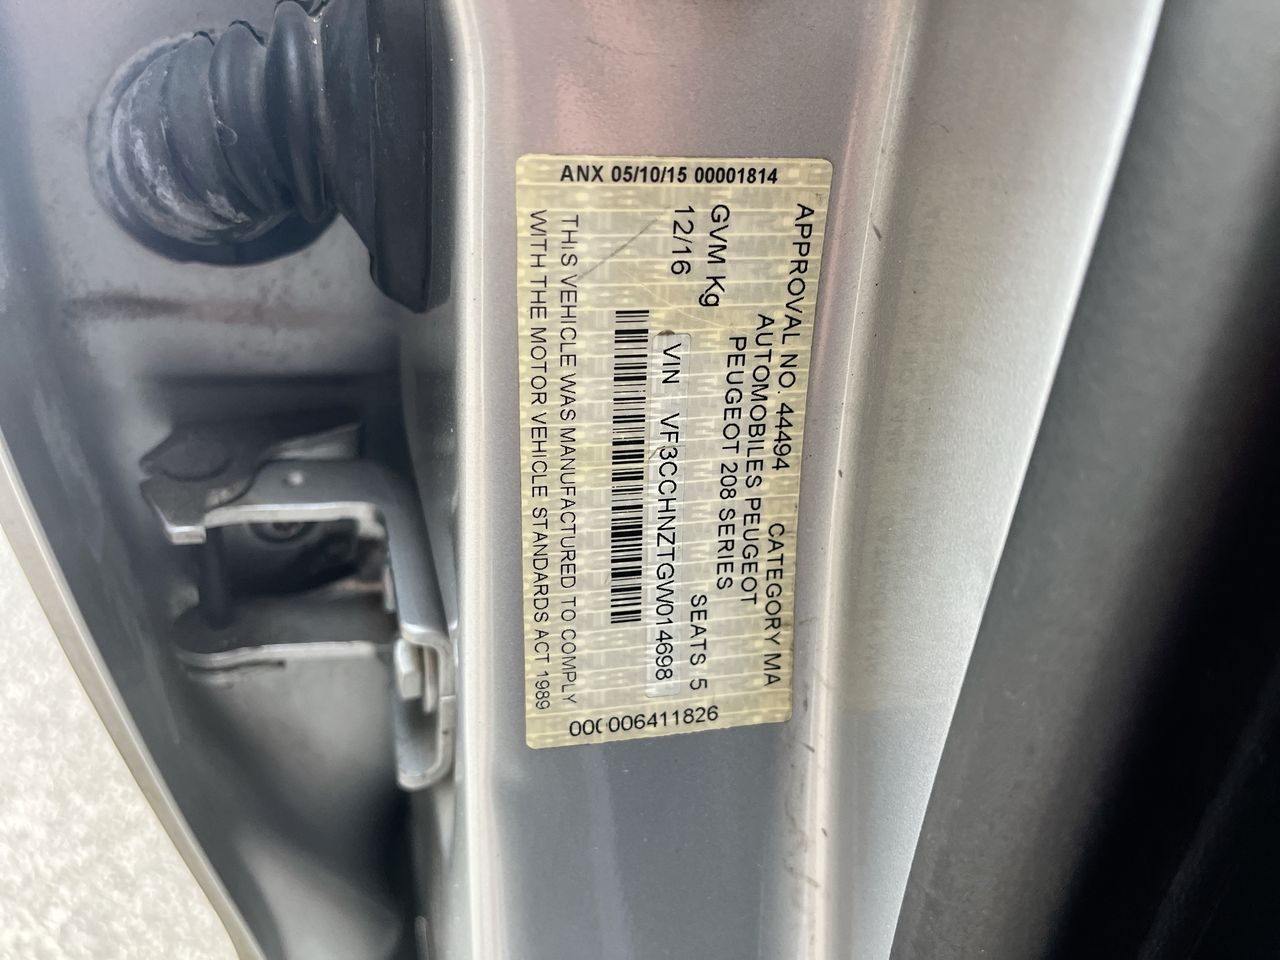 ANX 05/10/15 00001814
APPROVAL NO. 44494 CATEGORY MA
AUTOMOBILES PEUGEOT
PEUGEOT 208 SERIES
GVM Kg SEATS 5
12/16 VIN VF3CCHNZTGW014698
THIS VEHICLE WAS MANUFACTURED TO COMPLY
WITH THE MOTOR VEHICLE STANDARDS ACT 1989
000006411826